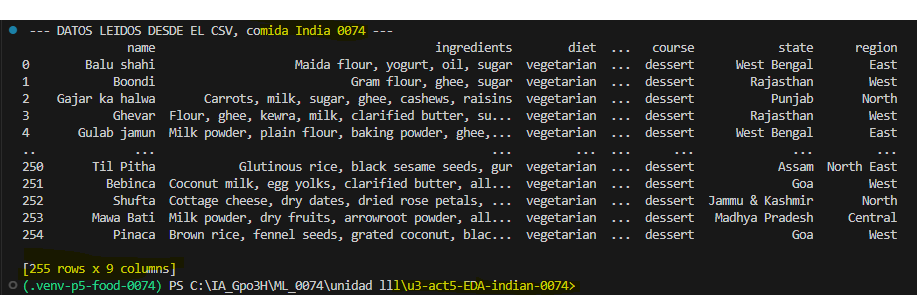 --- DATOS LEIDOS DESDE EL CSV, comida India 0074 ---
name ingredients diet ... course state region
0 Balu shahi Maida flour, yogurt, oil, sugar vegetarian ... dessert West Bengal East
1 Boondi Gram flour, ghee, sugar vegetarian ... dessert Rajasthan West
2 Gajar ka halwa Carrots, milk, sugar, ghee, cashews, raisins vegetarian ... dessert Punjab North
3 Ghevar Flour, ghee, kewra, milk, clarified butter, su... vegetarian ... dessert Rajasthan West
4 Gulab jamun Milk powder, plain flour, baking powder, ghee,... vegetarian ... dessert West Bengal East
.. ... ... ... ... ... ... ...
250 Til Pitha Glutinous rice, black sesame seeds, gur vegetarian ... dessert Assam North East
251 Bebinca Coconut milk, egg yolks, clarified butter, all... vegetarian ... dessert Goa West
252 Shufta Cottage cheese, dry dates, dried rose petals, ... vegetarian ... dessert Jammu & Kashmir North
253 Mawa Bati Milk powder, dry fruits, arrowroot powder, all... vegetarian ... dessert Madhya Pradesh Central
254 Pinaca Brown rice, fennel seeds, grated coconut, blac... vegetarian ... dessert Goa West
[255 rows x 9 columns]
(.venv-p5-food-0074) PS C:\IA_Gpo3H\ML_0074\unidad lll\u3-act5-EDA-indian-0074>